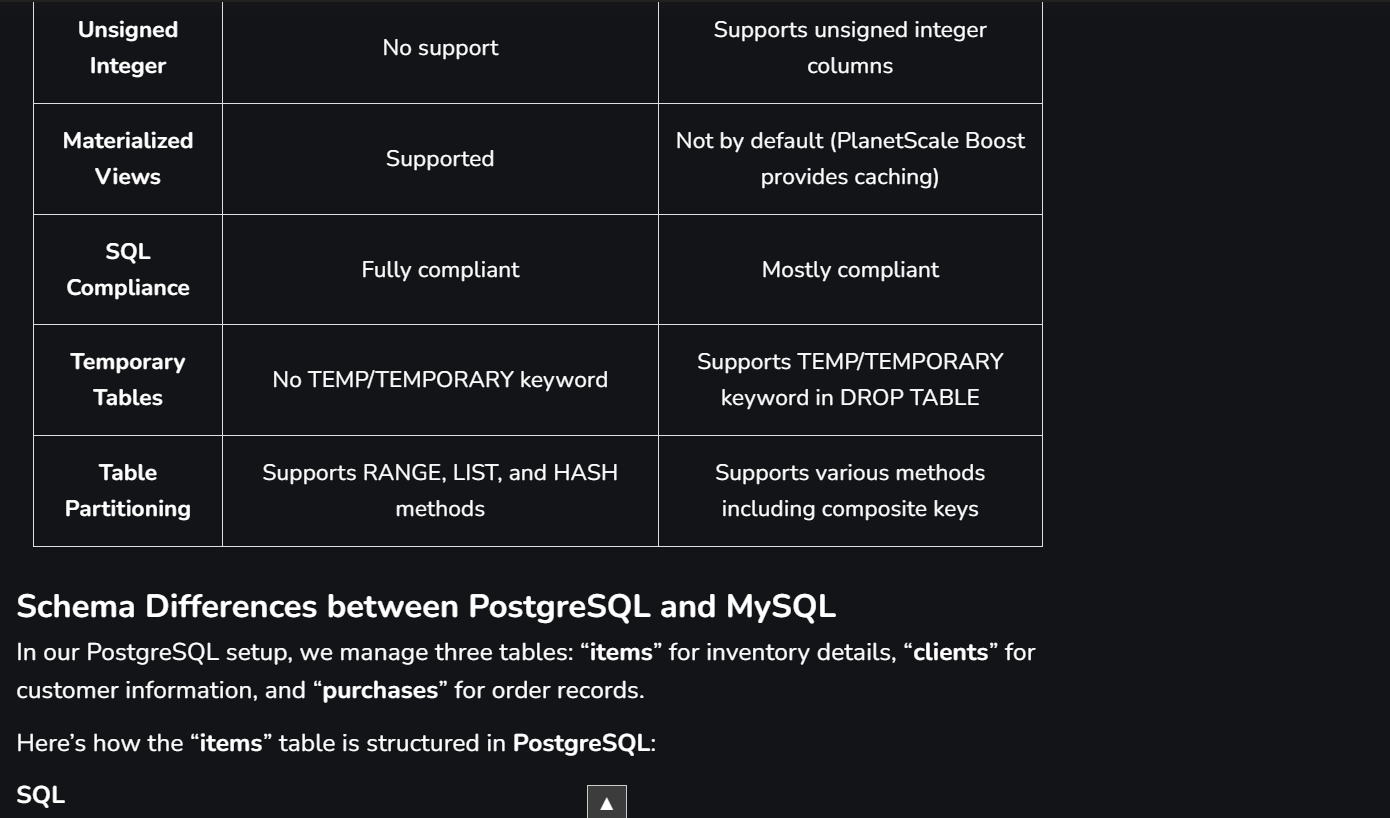 Unsigned
Integer
No support
Supports unsigned integer
columns
Materialized
Views
Supported
Not by default (PlanetScale Boost
provides caching)
SQL
Compliance
Fully compliant
Mostly compliant
Temporary
Tables
No TEMP/TEMPORARY keyword
Supports TEMP/TEMPORARY
keyword in DROP TABLE
Table
Partitioning
Supports RANGE, LIST, and HASH
methods
Supports various methods
including composite keys
Schema Differences between PostgreSQL and MySQL
In our PostgreSQL setup, we manage three tables: “items” for inventory details, “clients” for
customer information, and “purchases” for order records.
Here’s how the “items” table is structured in PostgreSQL:
SQL